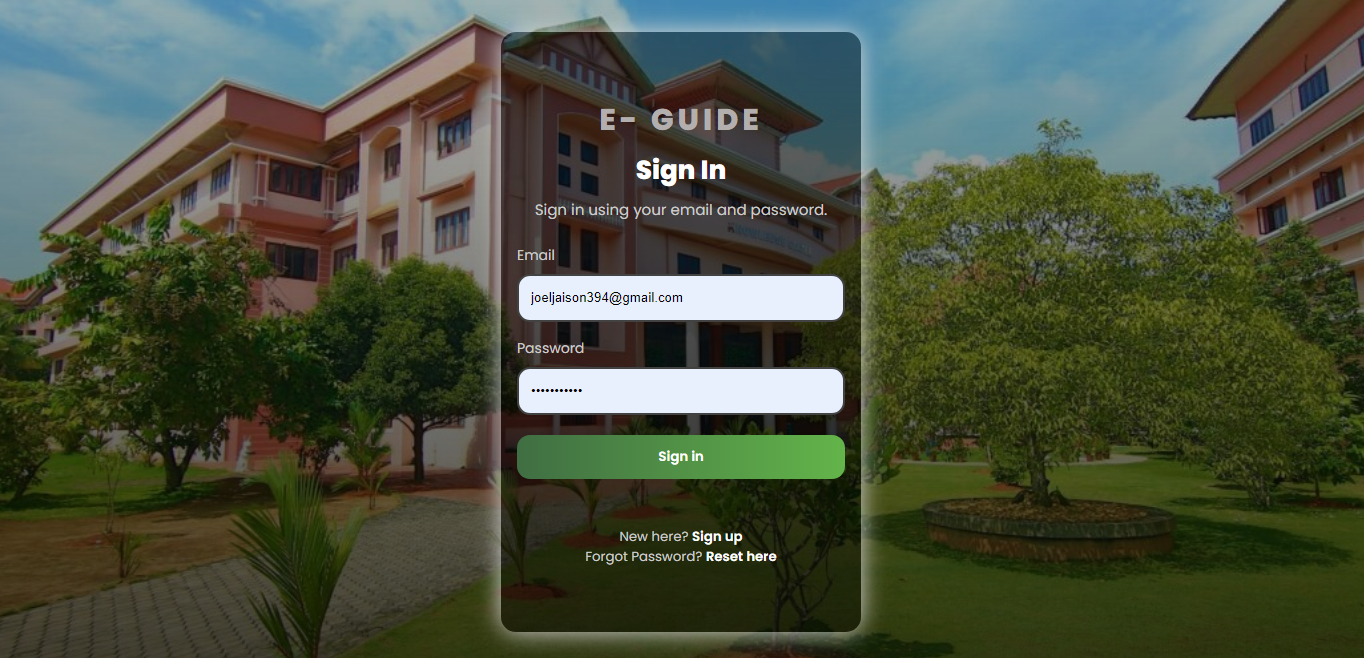 E- GUIDE
Sign In
Sign in using your email and password.
Email
joeljaison394@gmail.com
Password
•••••••••••
Sign in
New here? Sign up
Forgot Password? Reset here